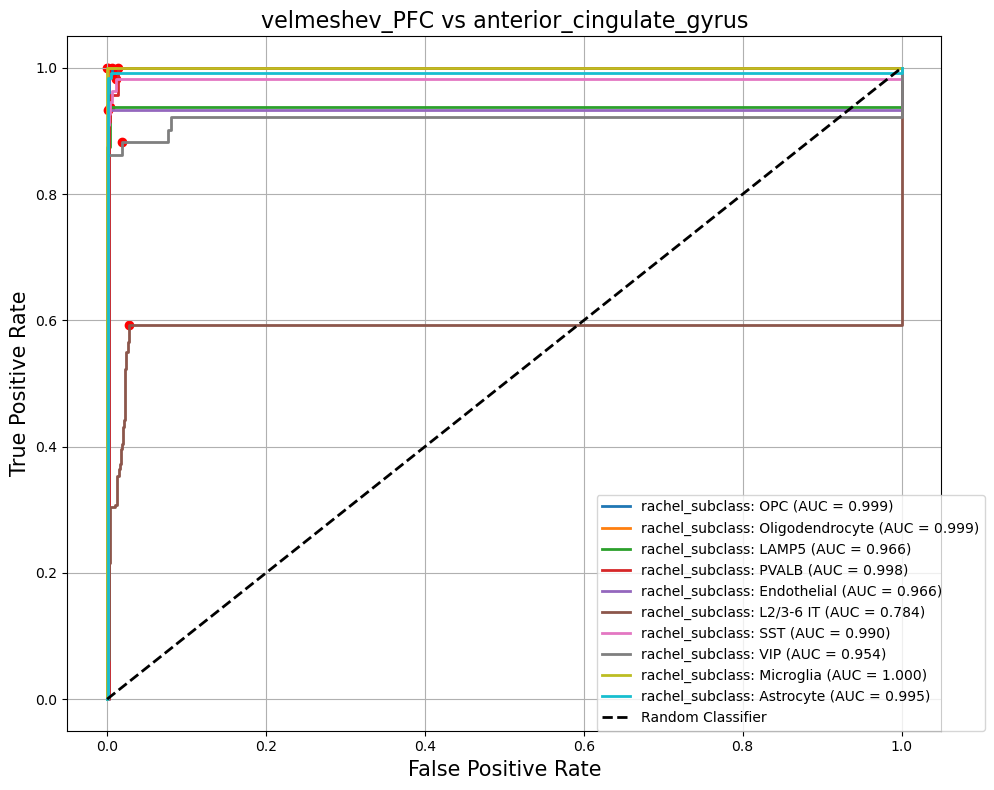 velmeshev_PFC vs anterior_cingulate_gyrus
True Positive Rate
1.0
0.8
0.6
0.4
0.2
0.0
rachel_subclass: OPC (AUC = 0.999)
rachel_subclass: Oligodendrocyte (AUC = 0.999)
rachel_subclass: LAMP5 (AUC = 0.966)
rachel_subclass: PVALB (AUC = 0.998)
rachel_subclass: Endothelial (AUC = 0.966)
rachel_subclass: L2/3-6 IT (AUC = 0.784)
rachel_subclass: SST (AUC = 0.990)
rachel_subclass: VIP (AUC = 0.954)
rachel_subclass: Microglia (AUC = 1.000)
rachel_subclass: Astrocyte (AUC = 0.995)
Random Classifier
0.0 0.2 0.4 0.6 0.8 1.0
False Positive Rate